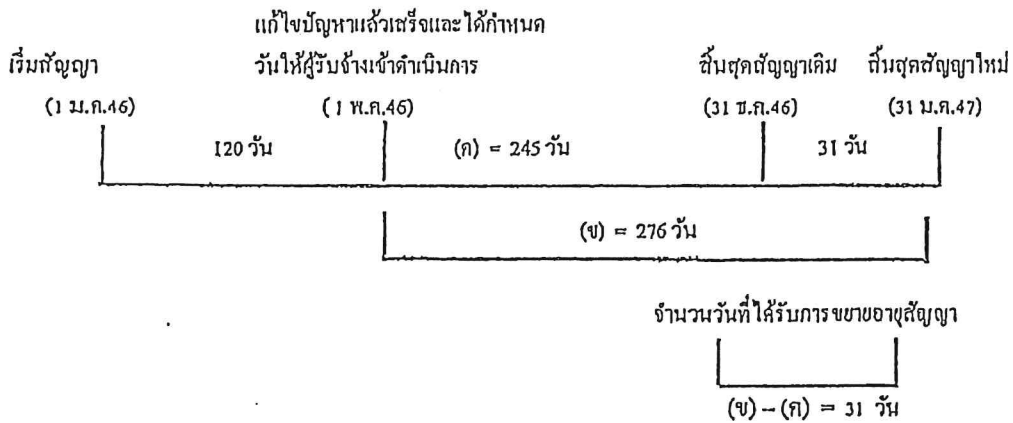 แก้ไขปัญหาแล้วเสร็จและได้กำหนด
เริ่มสัญญา วันให้ผู้รับจ้างเข้าดำเนินการ สิ้นสุดสัญญาเดิม สิ้นสุดสัญญาใหม่
(1 ม.ค.46) (1 พ.ค.46) (31 ธ.ค.46) (31 ม.ค.47)
120 วัน (ค) = 245 วัน 31 วัน
(ข) = 276 วัน
จำนวนวันที่ได้รับการขยายอายุสัญญา
(ข) – (ค) = 31 วัน